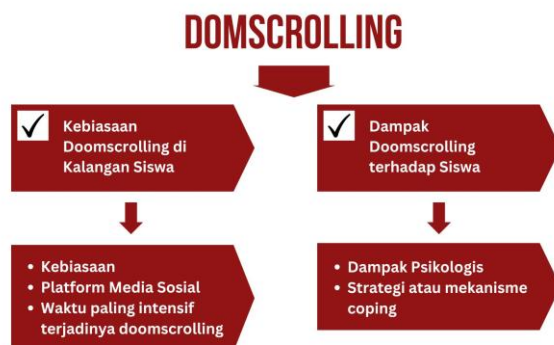 DOMSCROLLING
Kebiasaan
Doomscrolling di
Kalangan Siswa
Dampak
Doomscrolling
terhadap Siswa
• Kebiasaan
• Platform Media Sosial
• Waktu paling intensif
terjadinya doomscrolling
• Dampak Psikologis
• Strategi atau mekanisme
coping